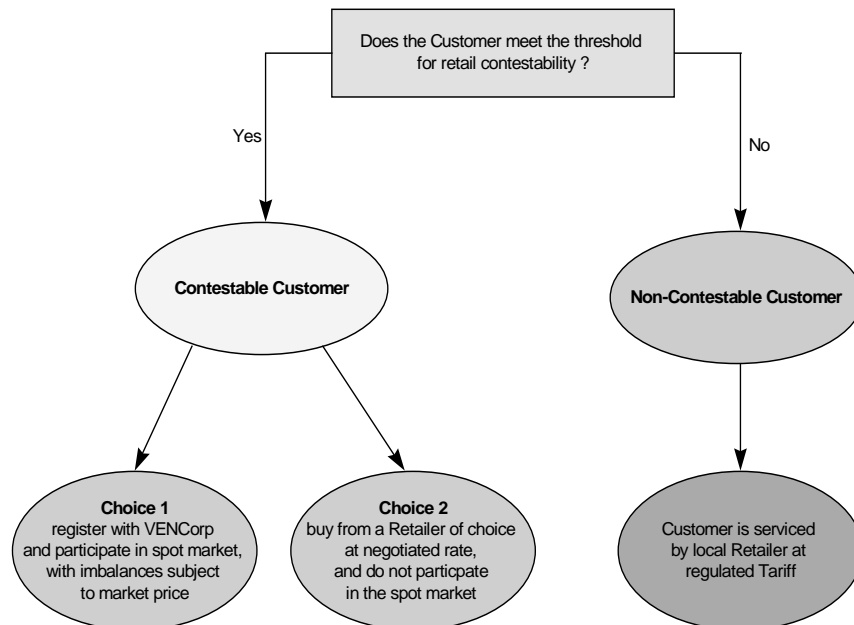 Does the Customer meet the threshold
for retail contestability ?
Yes
No
Contestable Customer
Non-Contestable Customer
Choice 1
register with VENCorp
and participate in spot market,
with imbalances subject
to market price
Choice 2
buy from a Retailer of choice
at negotiated rate,
and do not particpate
in the spot market
Customer is serviced
by local Retailer at
regulated Tariff